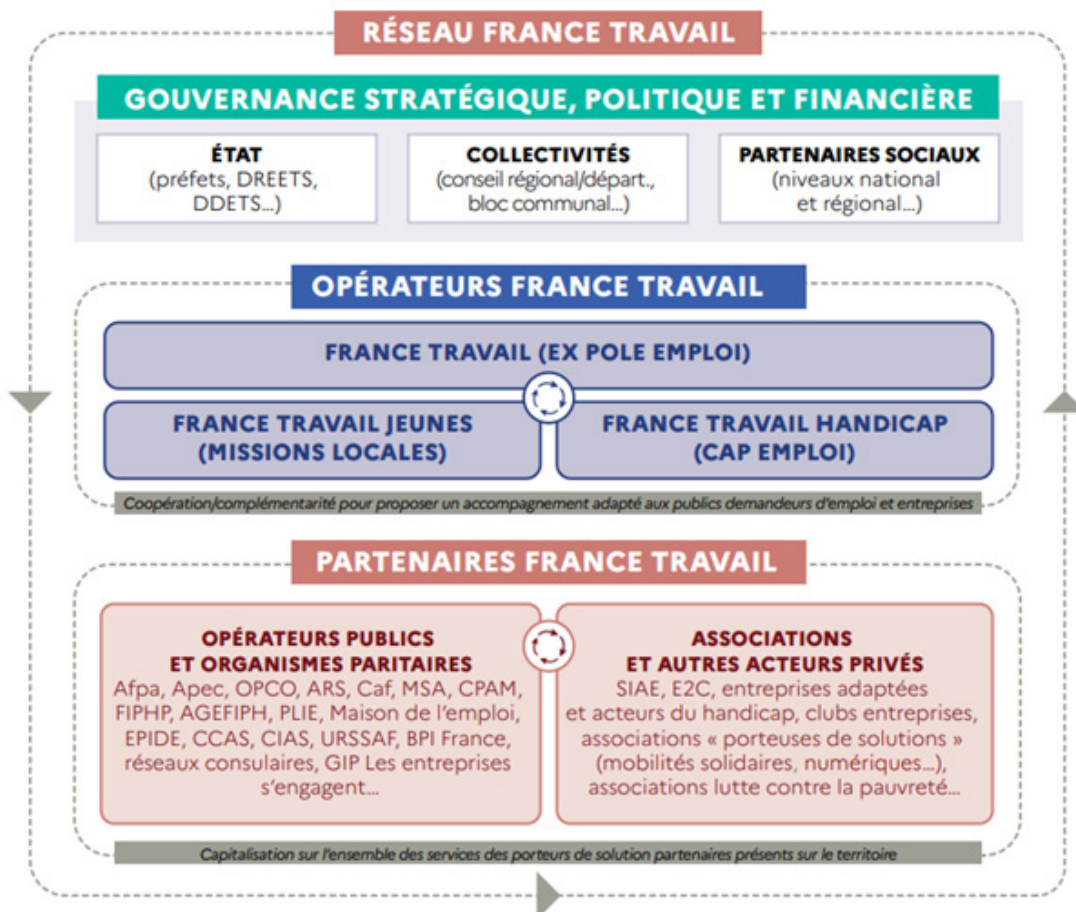 RÉSEAU FRANCE TRAVAIL
GOUVERNANCE STRATÉGIQUE, POLITIQUE ET FINANCIÈRE
ÉTAT
(préfets, DREETS,
DDETS...)
COLLECTIVITÉS
(conseil régional/départ.,
bloc communal...)
PARTENAIRES SOCIAUX
(niveaux national
et régional...)
OPÉRATEURS FRANCE TRAVAIL
FRANCE TRAVAIL (EX POLE EMPLOI)
FRANCE TRAVAIL JEUNES
(MISSIONS LOCALES)
FRANCE TRAVAIL HANDICAP
(CAP EMPLOI)
Coopération/complémentarité pour proposer un accompagnement adapté aux publics demandeurs d'emploi et entreprises
PARTENAIRES FRANCE TRAVAIL
OPÉRATEURS PUBLICS
ET ORGANISMES PARITAIRES
Afpa, Apec, OPCO, ARS, Caf, MSA, CPAM,
FIPHP, AGEFIPH, PLIE, Maison de l'emploi,
EPIDE, CCAS, CIAS, URSSAF, BPI France,
réseaux consulaires, GIP Les entreprises
s'engagent...
ASSOCIATIONS
ET AUTRES ACTEURS PRIVÉS
SIAE, E2C, entreprises adaptées
et acteurs du handicap, clubs entreprises,
associations « porteuses de solutions »
(mobilités solidaires, numériques...),
associations lutte contre la pauvreté...
Capitalisation sur l'ensemble des services des porteurs de solution partenaires présents sur le territoire